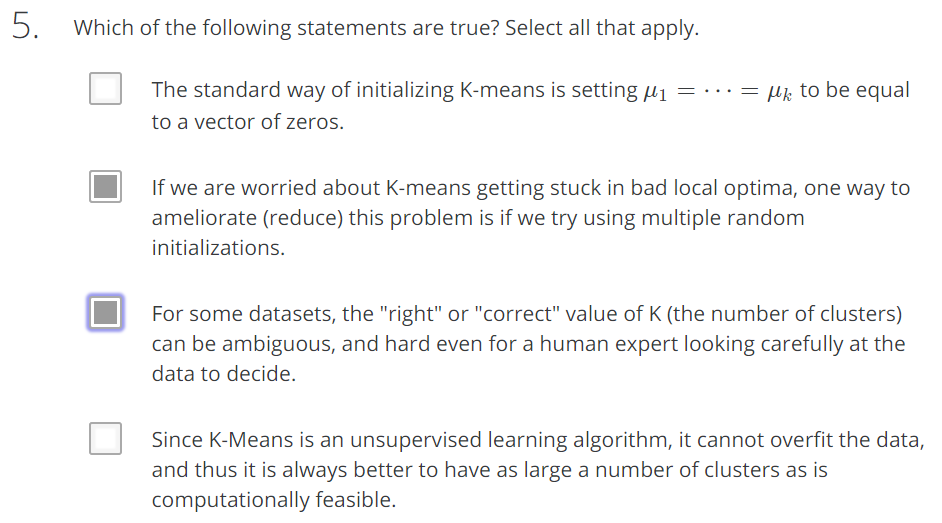 5. Which of the following statements are true? Select all that apply.
The standard way of initializing K-means is setting μ₁ = ⋯ = μₖ to be equal
to a vector of zeros.
If we are worried about K-means getting stuck in bad local optima, one way to
ameliorate (reduce) this problem is if we try using multiple random
initializations.
For some datasets, the "right" or "correct" value of K (the number of clusters)
can be ambiguous, and hard even for a human expert looking carefully at the
data to decide.
Since K-Means is an unsupervised learning algorithm, it cannot overfit the data,
and thus it is always better to have as large a number of clusters as is
computationally feasible.